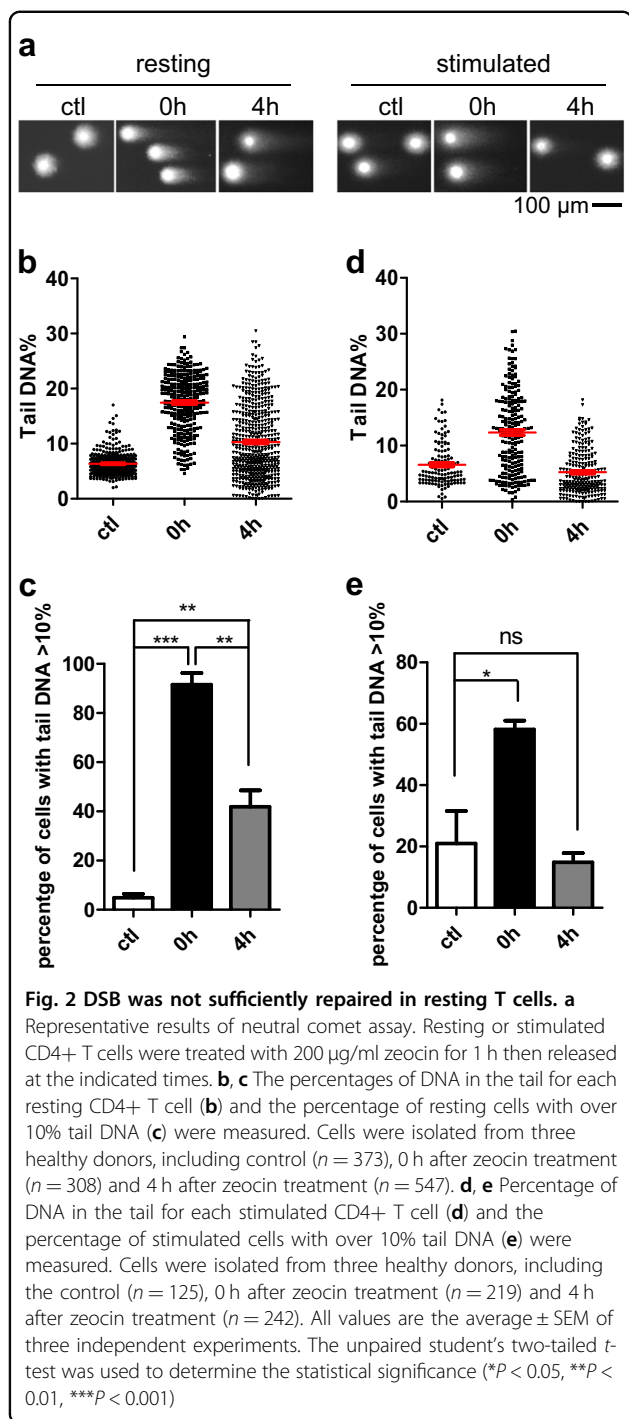 a
resting
stimulated
ctl 0h 4h ctl 0h 4h
100 µm
b
Tail DNA%
40
30
20
10
0
ctl 0h 4h
d
Tail DNA%
40
30
20
10
0
ctl 0h 4h
c
percentge of cells with tail DNA >10%
100
80
60
40
20
0
**
*** **
ctl 0h 4h
e
percentge of cells with tail DNA >10%
80
60
40
20
0
ns
*
ctl 0h 4h
Fig. 2 DSB was not sufficiently repaired in resting T cells. a
Representative results of neutral comet assay. Resting or stimulated
CD4+ T cells were treated with 200 µg/ml zeocin for 1 h then released
at the indicated times. b, c The percentages of DNA in the tail for each
resting CD4+ T cell (b) and the percentage of resting cells with over
10% tail DNA (c) were measured. Cells were isolated from three
healthy donors, including control (n = 373), 0 h after zeocin treatment
(n = 308) and 4 h after zeocin treatment (n = 547). d, e Percentage of
DNA in the tail for each stimulated CD4+ T cell (d) and the
percentage of stimulated cells with over 10% tail DNA (e) were
measured. Cells were isolated from three healthy donors, including
the control (n = 125), 0 h after zeocin treatment (n = 219) and 4 h
after zeocin treatment (n = 242). All values are the average ± SEM of
three independent experiments. The unpaired student's two-tailed t-
test was used to determine the statistical significance (*P < 0.05, **P <
0.01, ***P < 0.001)